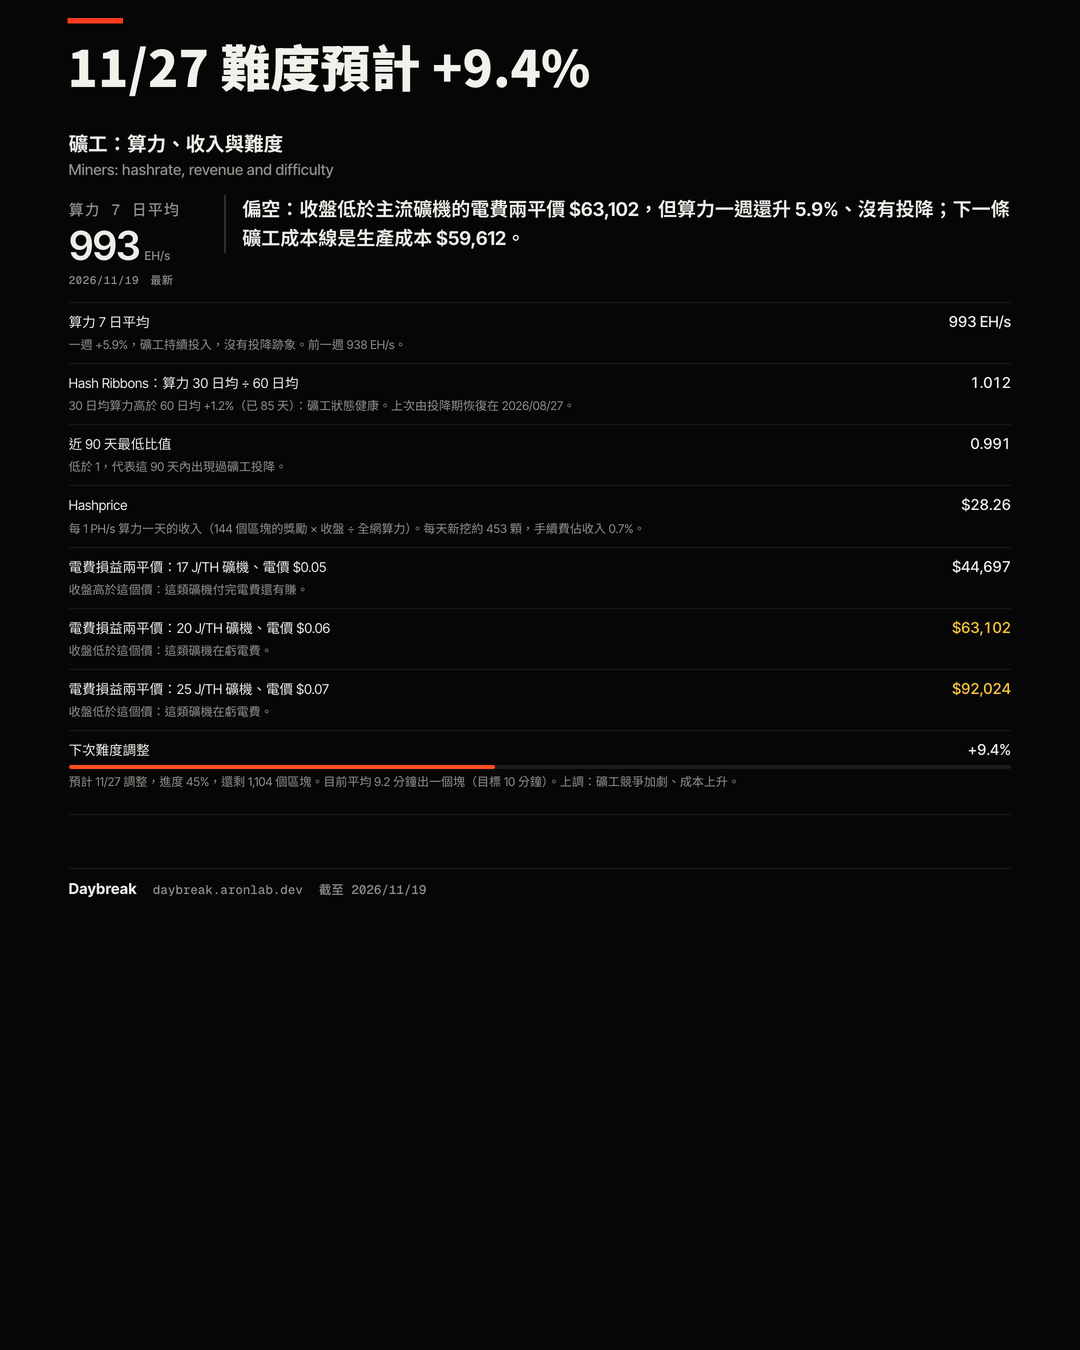 11/27 難度預計 +9.4%
礦工：算力、收入與難度
Miners: hashrate, revenue and difficulty
算力 7 日平均
993 EH/s
2026/11/19 最新
偏空：收盤低於主流礦機的電費兩平價 $63,102，但算力一週還升 5.9%、沒有投降；下一條
礦工成本線是生產成本 $59,612。
算力 7 日平均
993 EH/s
一週 +5.9%，礦工持續投入，沒有投降跡象。前一週 938 EH/s。
Hash Ribbons：算力 30 日均 ÷ 60 日均
1.012
30 日均算力高於 60 日均 +1.2%（已 85 天）：礦工狀態健康。上次由投降期恢復在 2026/08/27。
近 90 天最低比值
0.991
低於 1，代表這 90 天內出現過礦工投降。
Hashprice
$28.26
每 1 PH/s 算力一天的收入（144 個區塊的獎勵 × 收盤 ÷ 全網算力）。每天新挖約 453 顆，手續費佔收入 0.7%。
電費損益兩平價：17 J/TH 礦機、電價 $0.05
$44,697
收盤高於這個價：這類礦機付完電費還有賺。
電費損益兩平價：20 J/TH 礦機、電價 $0.06
$63,102
收盤低於這個價：這類礦機在虧電費。
電費損益兩平價：25 J/TH 礦機、電價 $0.07
$92,024
收盤低於這個價：這類礦機在虧電費。
下次難度調整
+9.4%
預計 11/27 調整，進度 45%，還剩 1,104 個區塊。目前平均 9.2 分鐘出一個塊（目標 10 分鐘）。上調：礦工競爭加劇、成本上升。
Daybreak daybreak.aronlab.dev 截至 2026/11/19